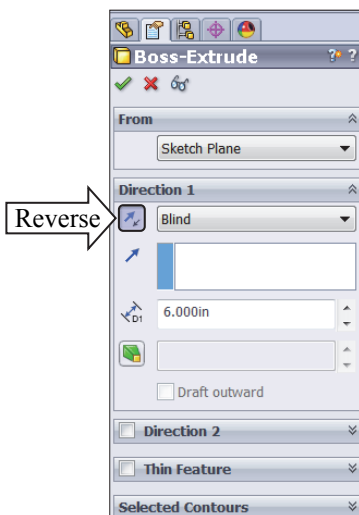 Boss-Extrude
? ?
From
Sketch Plane
Direction 1
Reverse
Blind
D1
6.000in
Draft outward
Direction 2
Thin Feature
Selected Contours